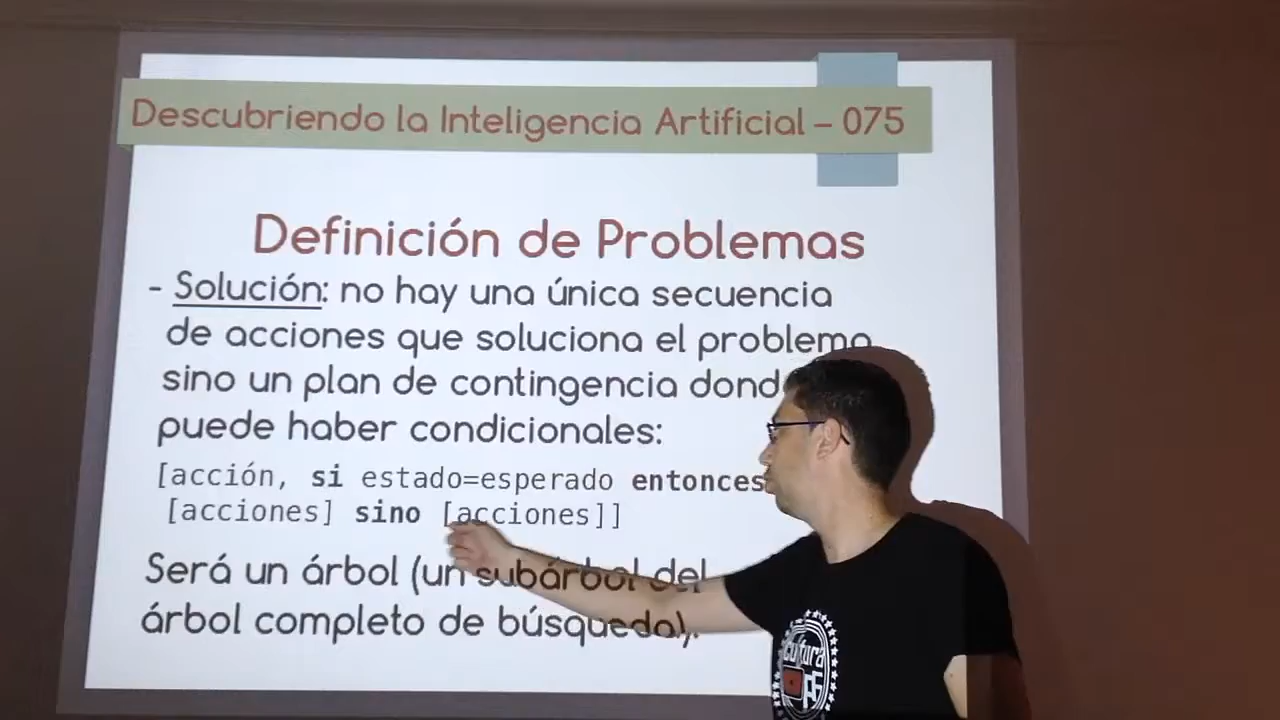 Descubriendo la Inteligencia Artificial – 075
Definición de Problemas
- Solución: no hay una única secuencia
de acciones que soluciona el problema
sino un plan de contingencia donde
puede haber condicionales:
[acción, si estado=esperado entonces
[acciones] sino [acciones]]
Será un árbol (un subárbol del
árbol completo de búsqueda).
cultura